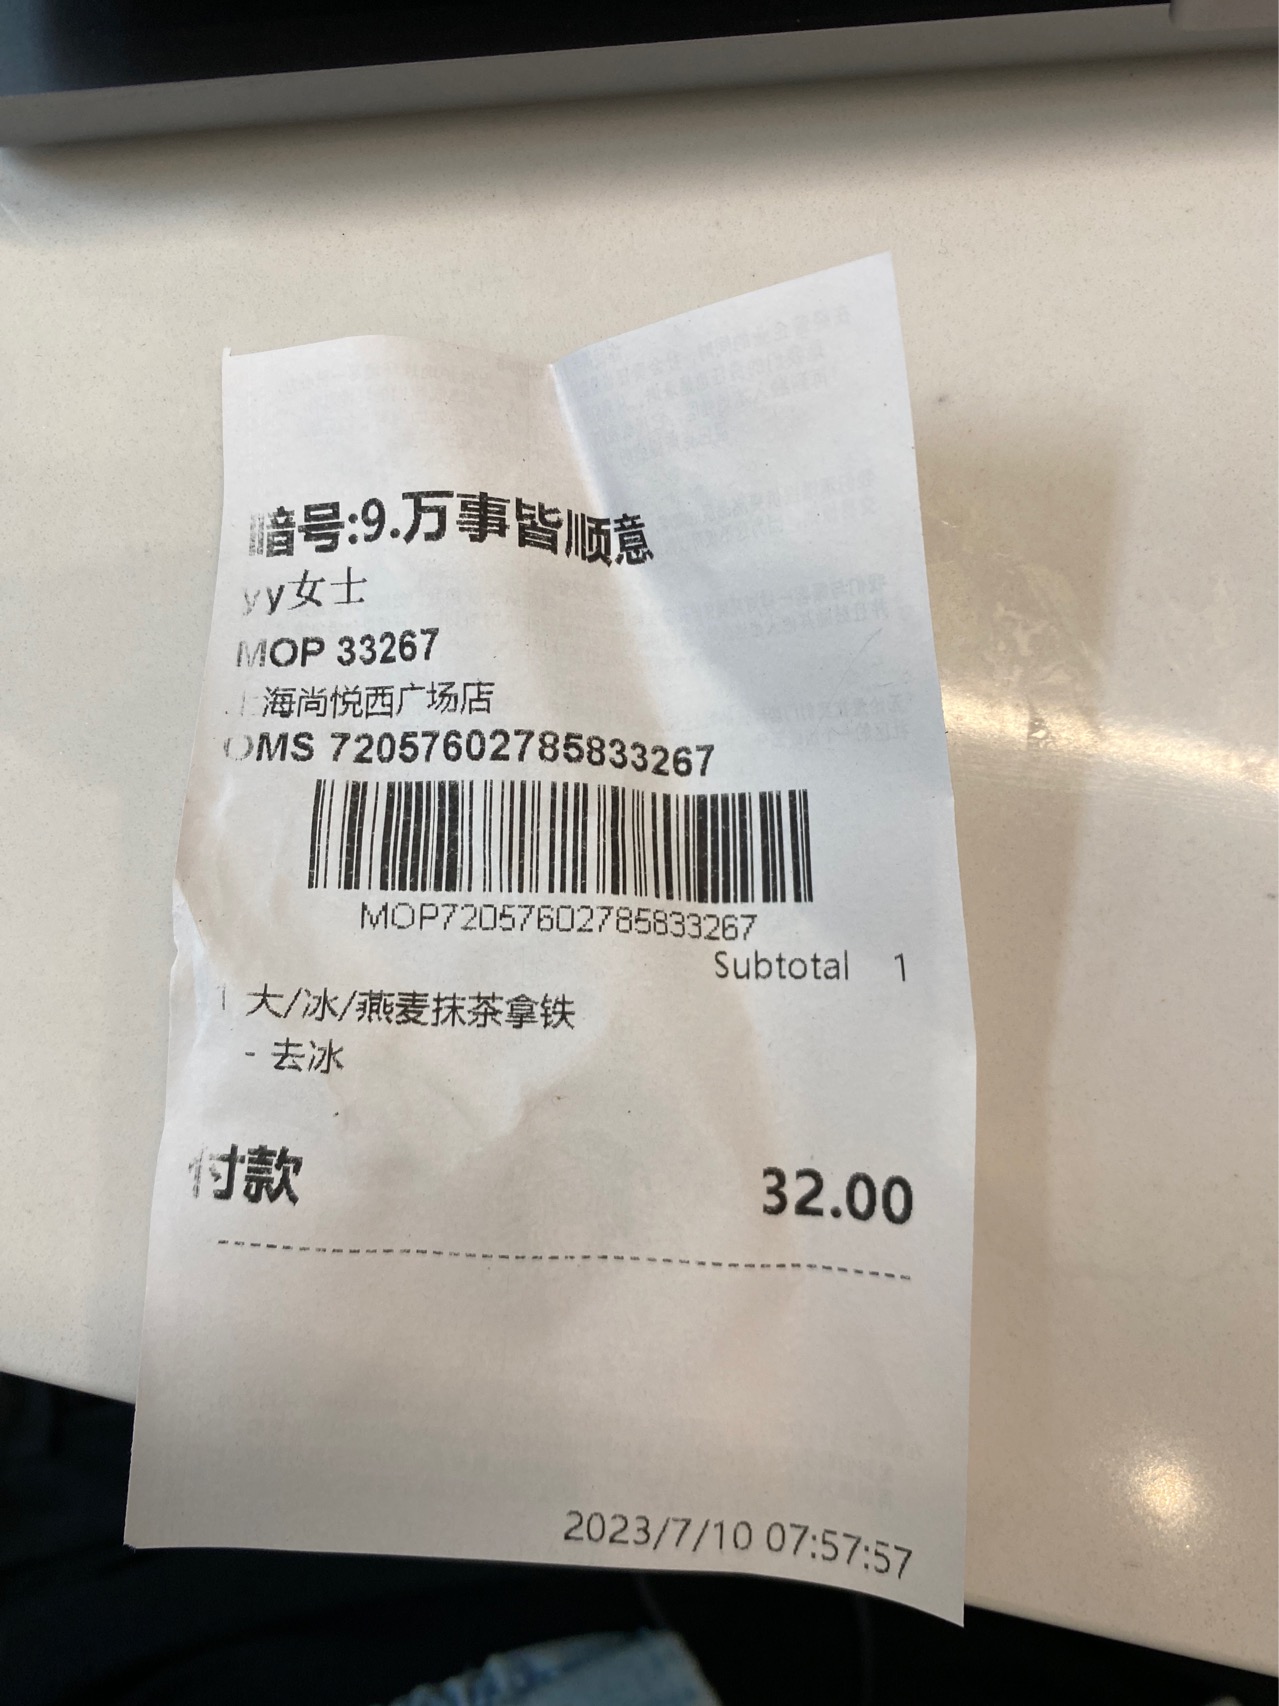 暗号:9.万事皆顺意
yy女士
MOP 33267
上海尚悦西广场店
OMS 72057602785833267
MOP72057602785833267
Subtotal 1
1 大/冰/燕麦抹茶拿铁
- 去冰
付款 32.00
2023/7/10 07:57:57